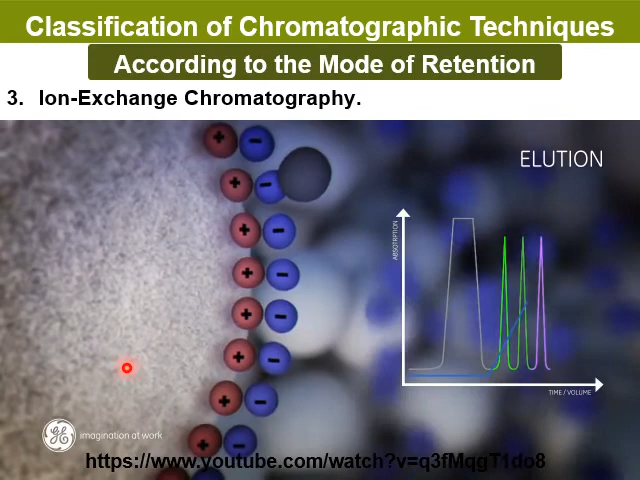 Classification of Chromatographic Techniques
According to the Mode of Retention
3. Ion-Exchange Chromatography.
ELUTION
ABSORPTION
TIME / VOLUME
GE imagination at work
https://www.youtube.com/watch?v=q3fMqgT1do8